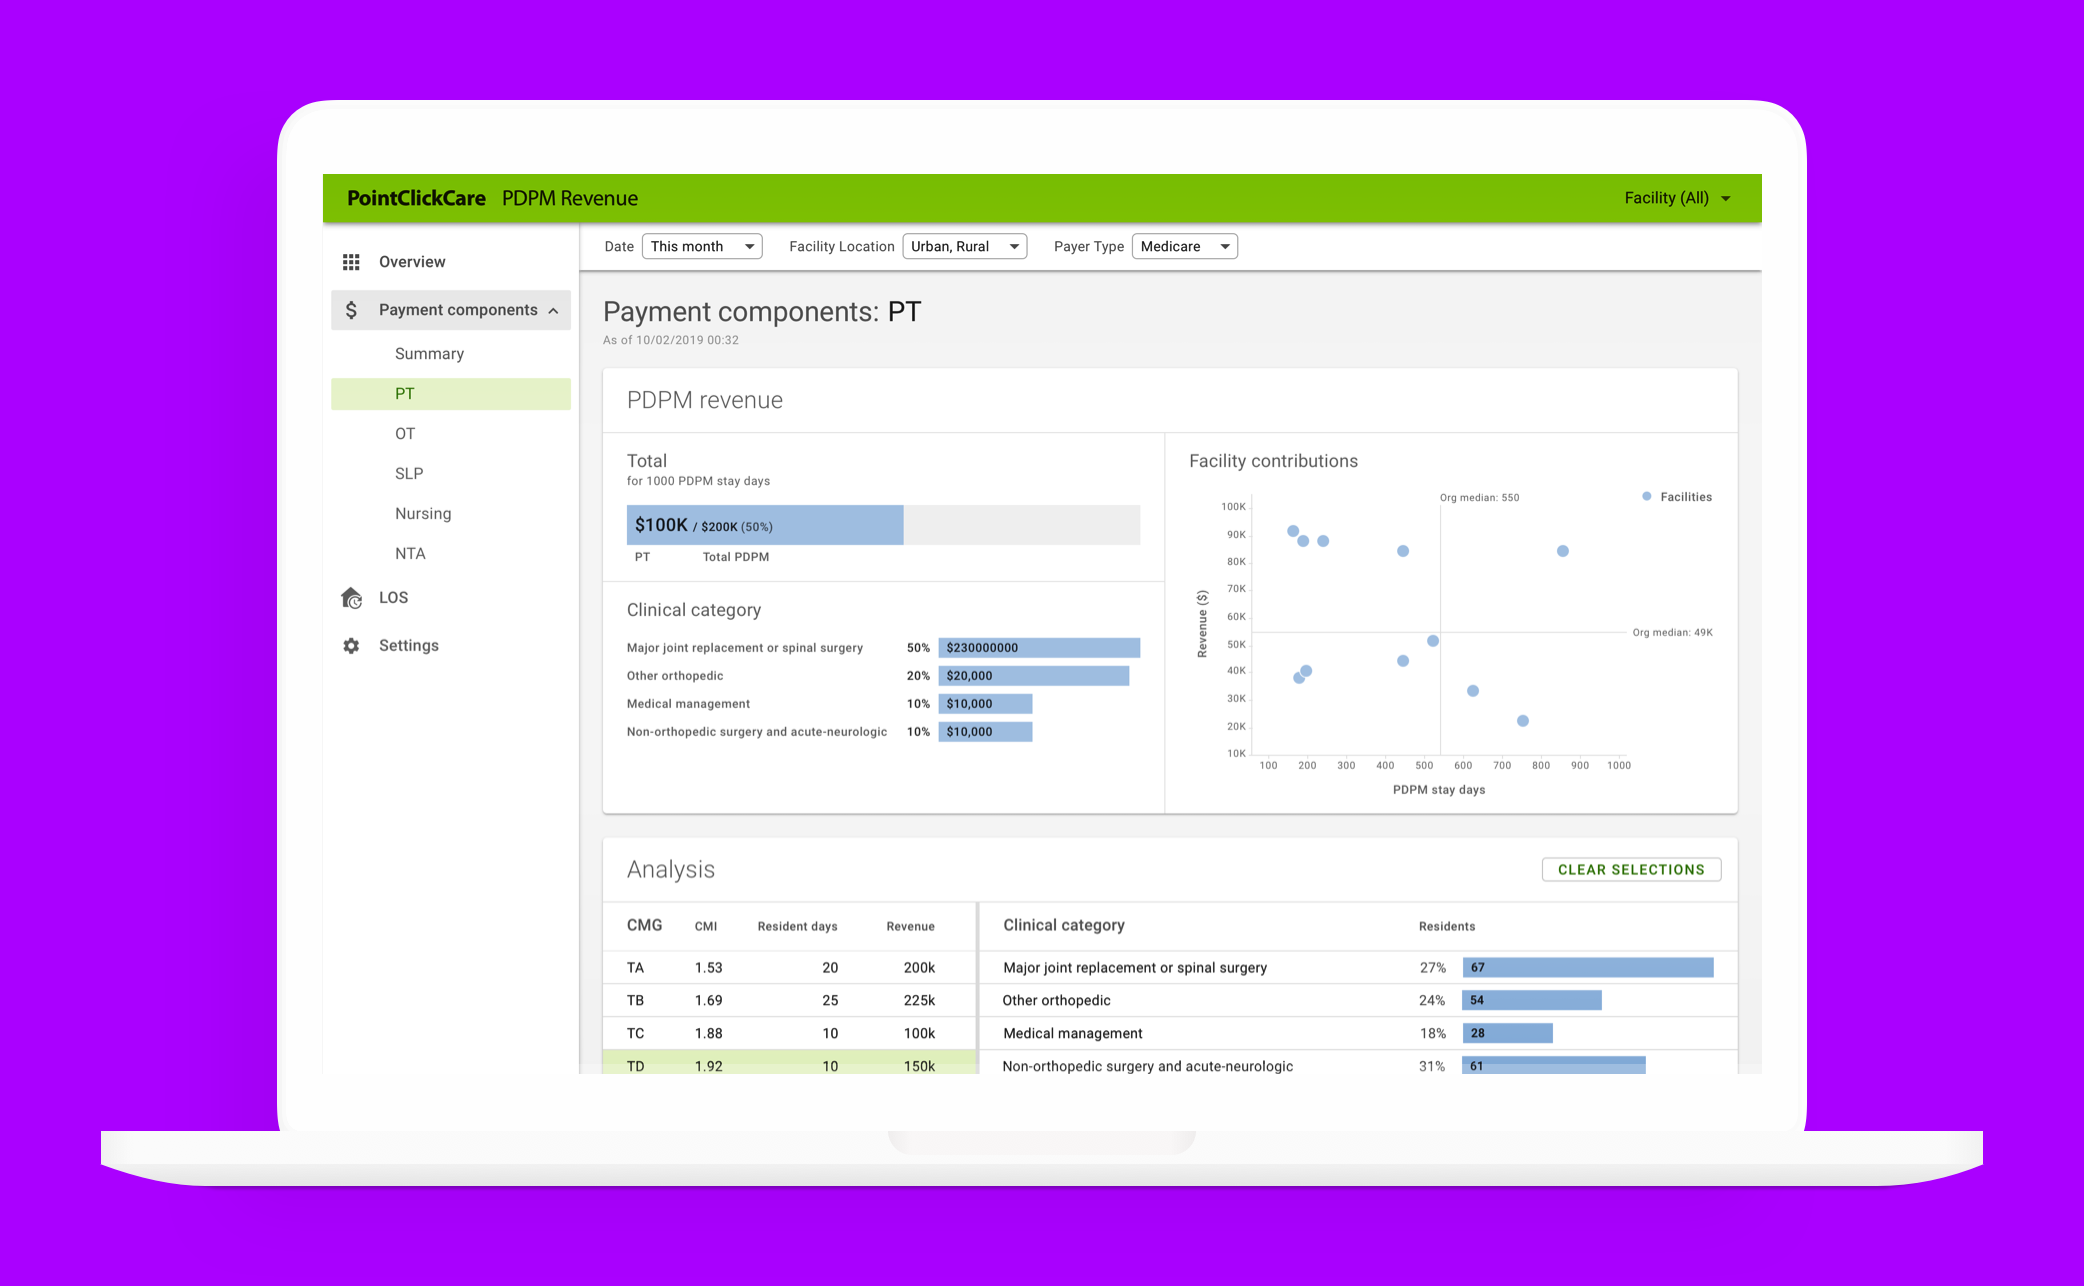 PointClickCare PDPM Revenue Facility (All)
Date This month Facility Location Urban, Rural Payer Type Medicare
Overview
Payment components
Summary
PT
OT
SLP
Nursing
NTA
LOS
Settings
Payment components: PT
As of 10/02/2019 00:32
PDPM revenue
Total
for 1000 PDPM stay days
$100K / $200K (50%)
PT Total PDPM
Clinical category
Major joint replacement or spinal surgery 50% $230000000
Other orthopedic 20% $20,000
Medical management 10% $10,000
Non-orthopedic surgery and acute-neurologic 10% $10,000
Facility contributions
Org median: 550
Facilities
100K
90K
80K
70K
60K
50K
40K
30K
20K
10K
Revenue ($)
Org median: 49K
100 200 300 400 500 600 700 800 900 1000
PDPM stay days
Analysis CLEAR SELECTIONS
CMG CMI Resident days Revenue Clinical category Residents
TA 1.53 20 200k Major joint replacement or spinal surgery 27% 67
TB 1.69 25 225k Other orthopedic 24% 54
TC 1.88 10 100k Medical management 18% 28
TD 1.92 10 150k Non-orthopedic surgery and acute-neurologic 31% 61